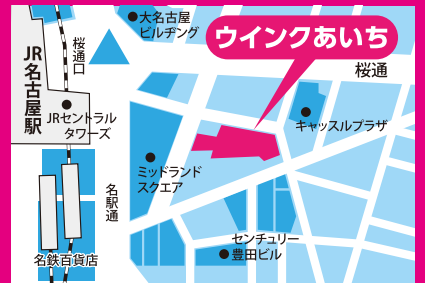 大名古屋
ビルヂング
ウインクあいち
桜通口
桜通
JR名古屋駅
JRセントラル
タワーズ
キャッスルプラザ
ミッドランド
スクエア
名駅通
センチュリー
豊田ビル
名鉄百貨店